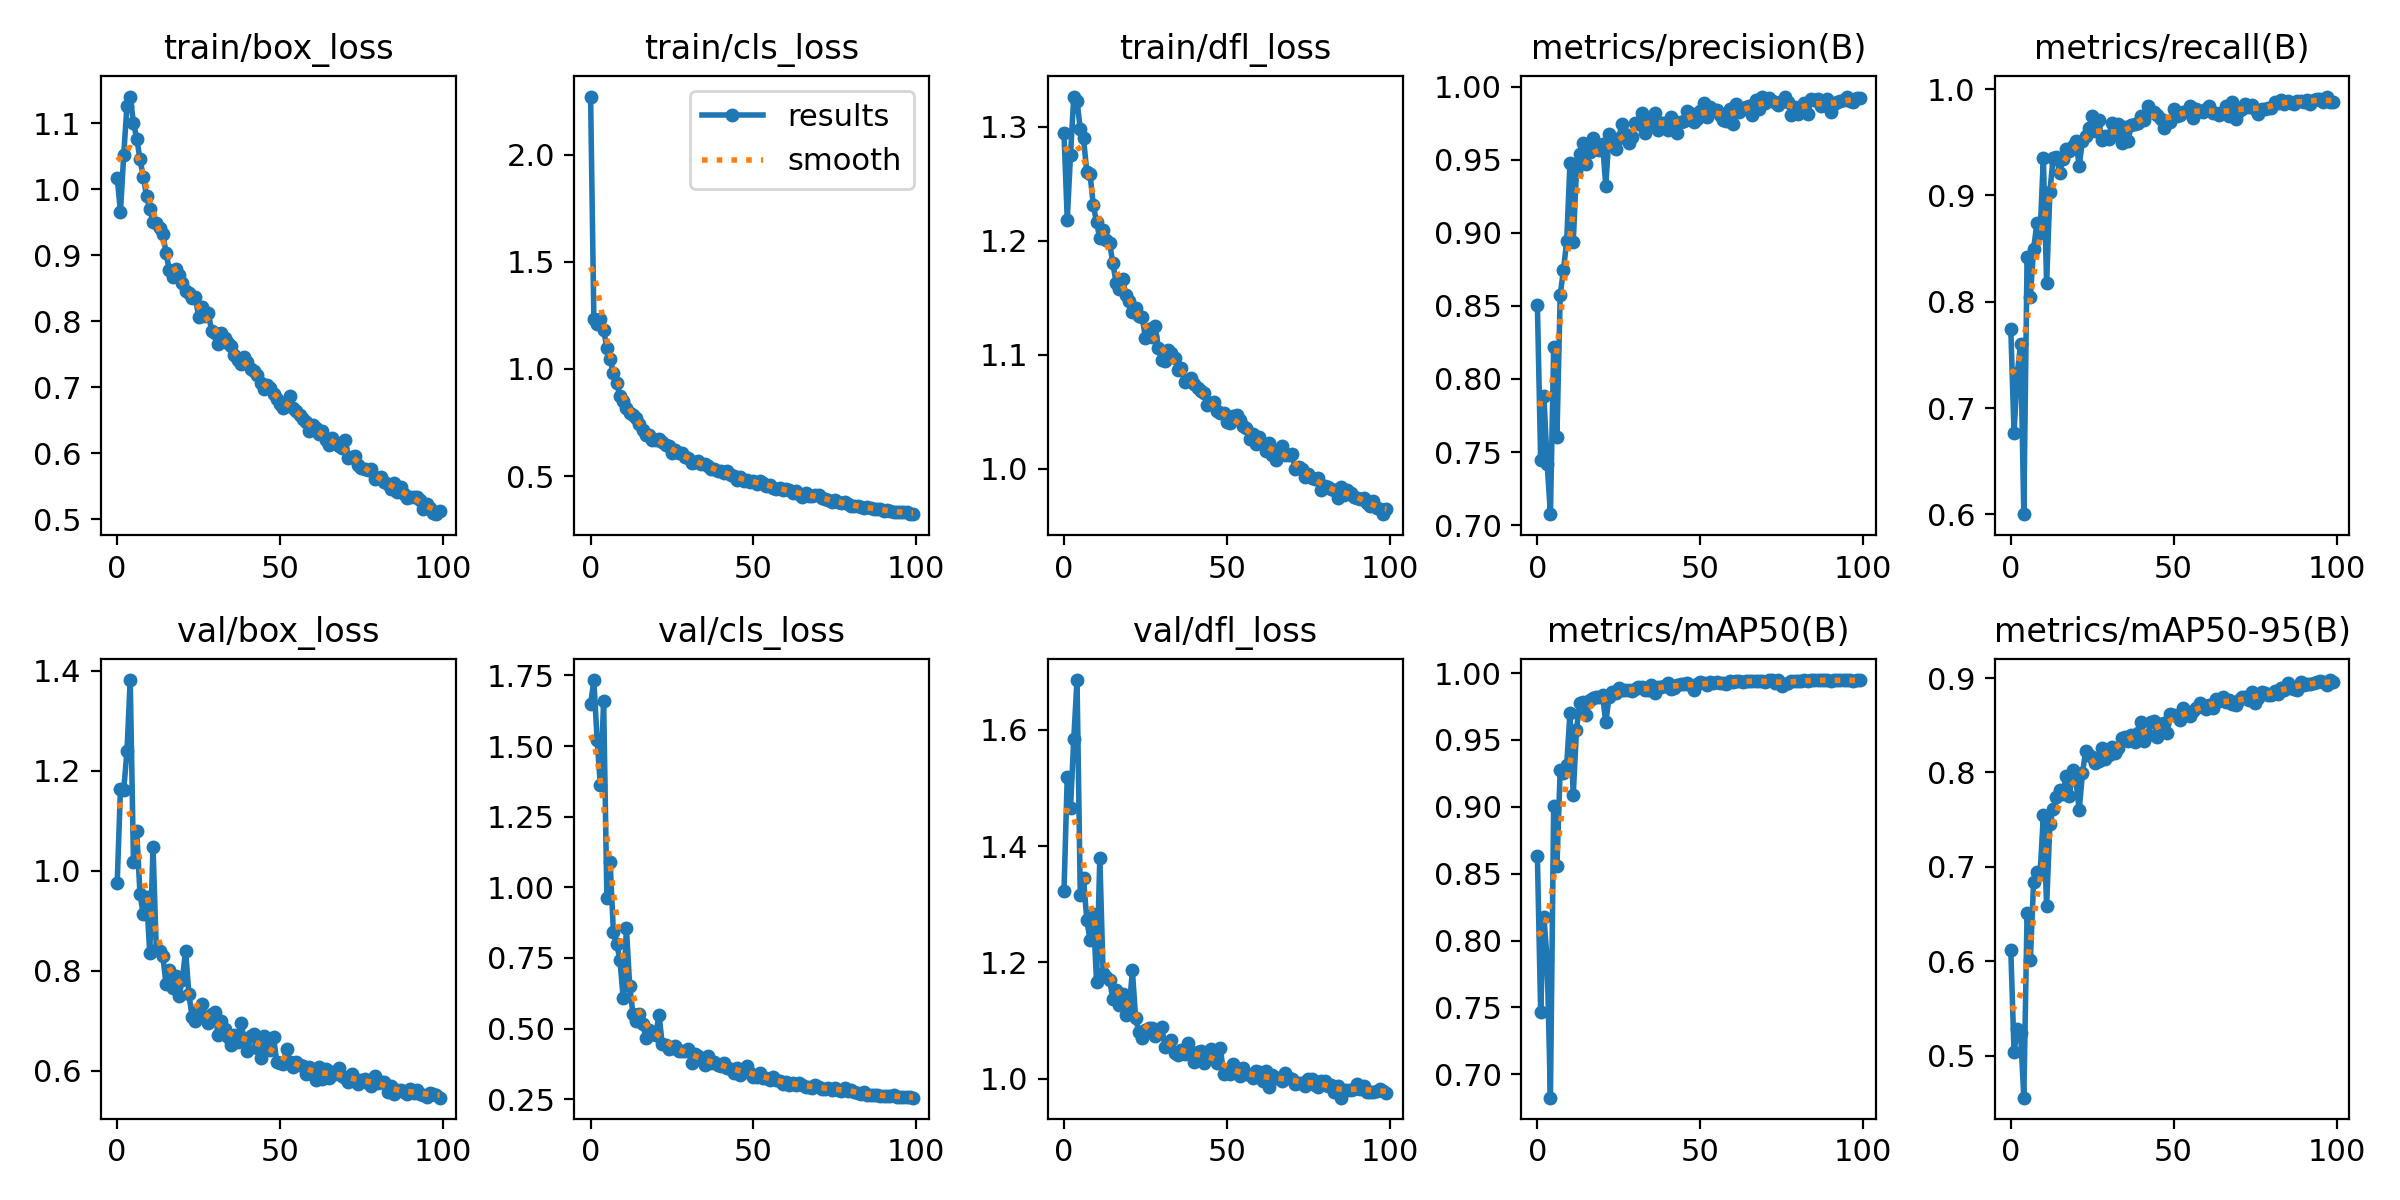 train/box_loss
1.1
1.0
0.9
0.8
0.7
0.6
0.5
0 50 100
train/cls_loss
results
smooth
2.0
1.5
1.0
0.5
0 50 100
train/dfl_loss
1.3
1.2
1.1
1.0
0 50 100
metrics/precision(B)
1.00
0.95
0.90
0.85
0.80
0.75
0.70
0 50 100
metrics/recall(B)
1.0
0.9
0.8
0.7
0.6
0 50 100
val/box_loss
1.4
1.2
1.0
0.8
0.6
0 50 100
val/cls_loss
1.75
1.50
1.25
1.00
0.75
0.50
0.25
0 50 100
val/dfl_loss
1.6
1.4
1.2
1.0
0 50 100
metrics/mAP50(B)
1.00
0.95
0.90
0.85
0.80
0.75
0.70
0 50 100
metrics/mAP50-95(B)
0.9
0.8
0.7
0.6
0.5
0 50 100